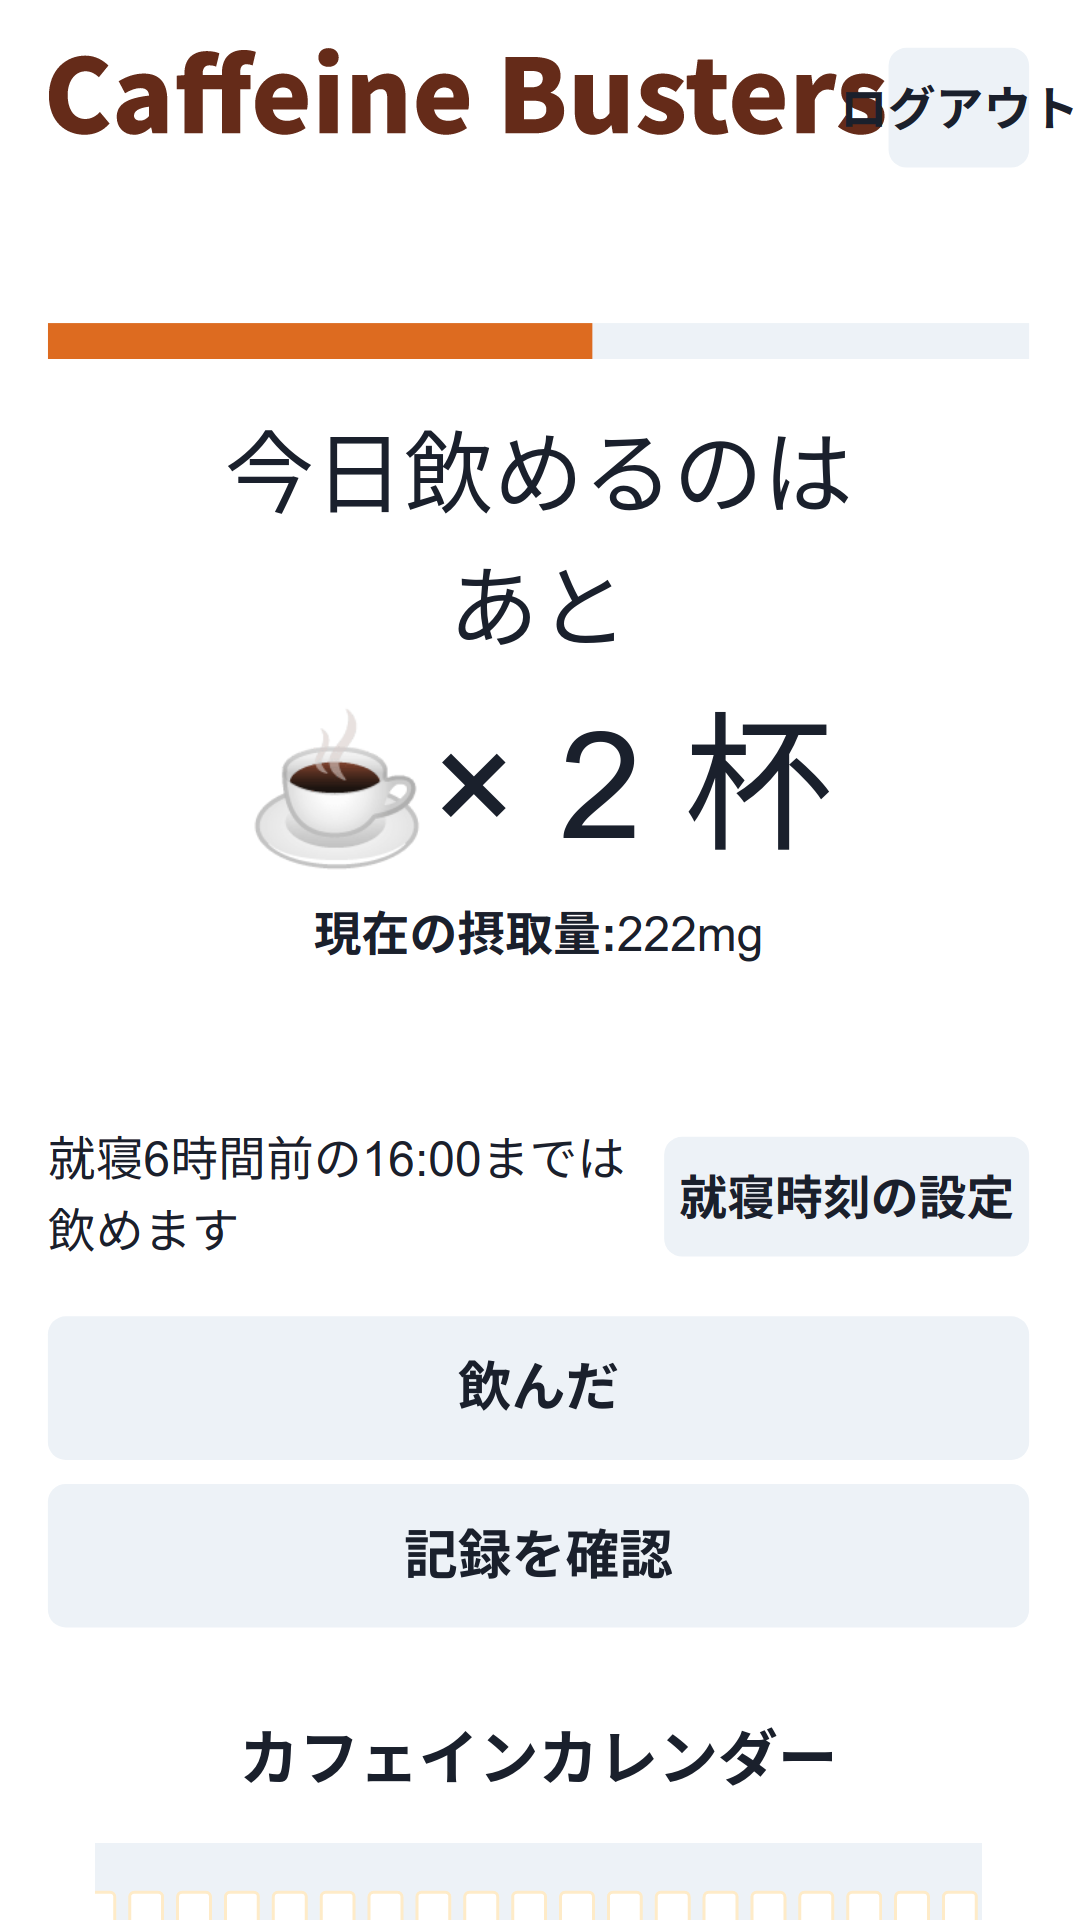 Caffeine Busters
ログアウト
今日飲めるのは
あと
× 2 杯
現在の摂取量:222mg
就寝6時間前の16:00までは
飲めます
就寝時刻の設定
飲んだ
記録を確認
カフェインカレンダー